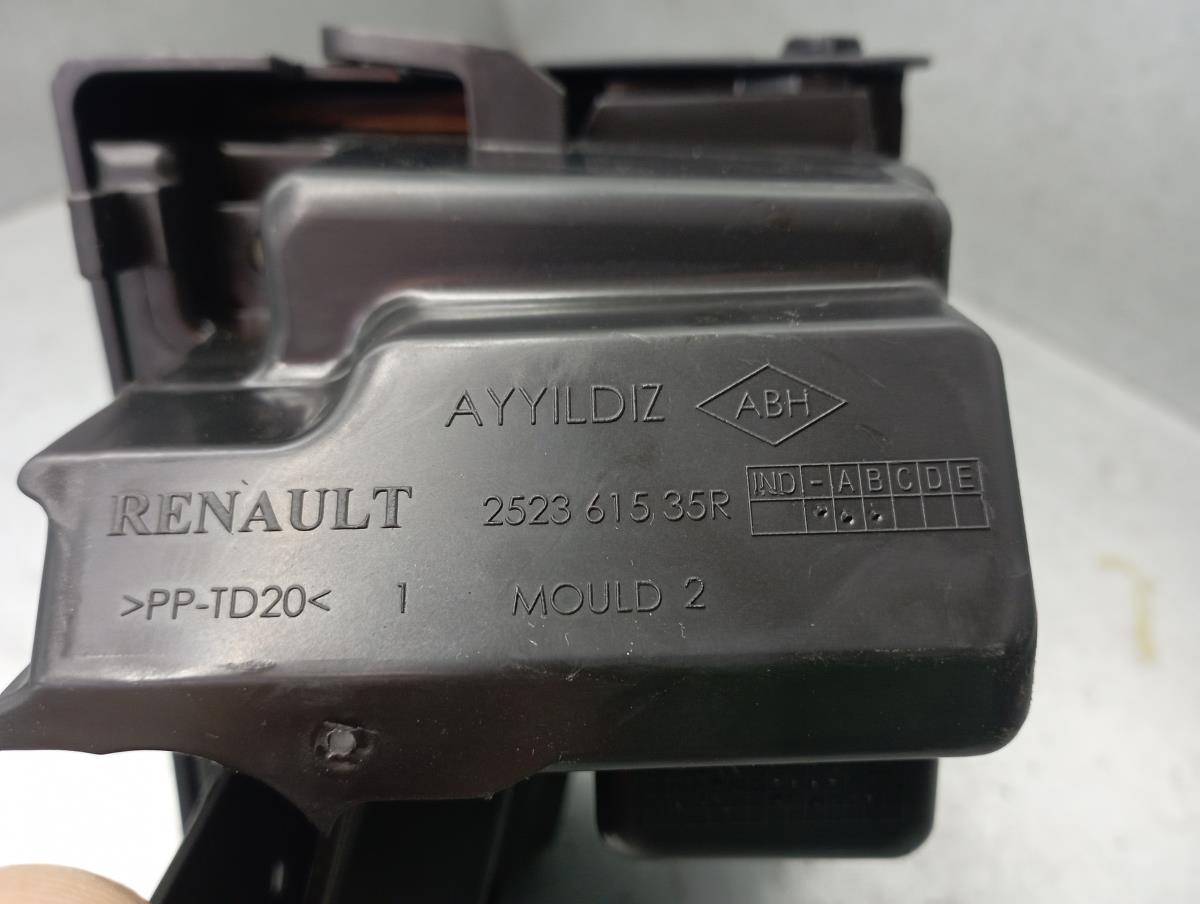 AYYILDIZ ABH
RENAULT 2523 615 35R IND - A B C D E
>PP-TD20< 1 MOULD 2